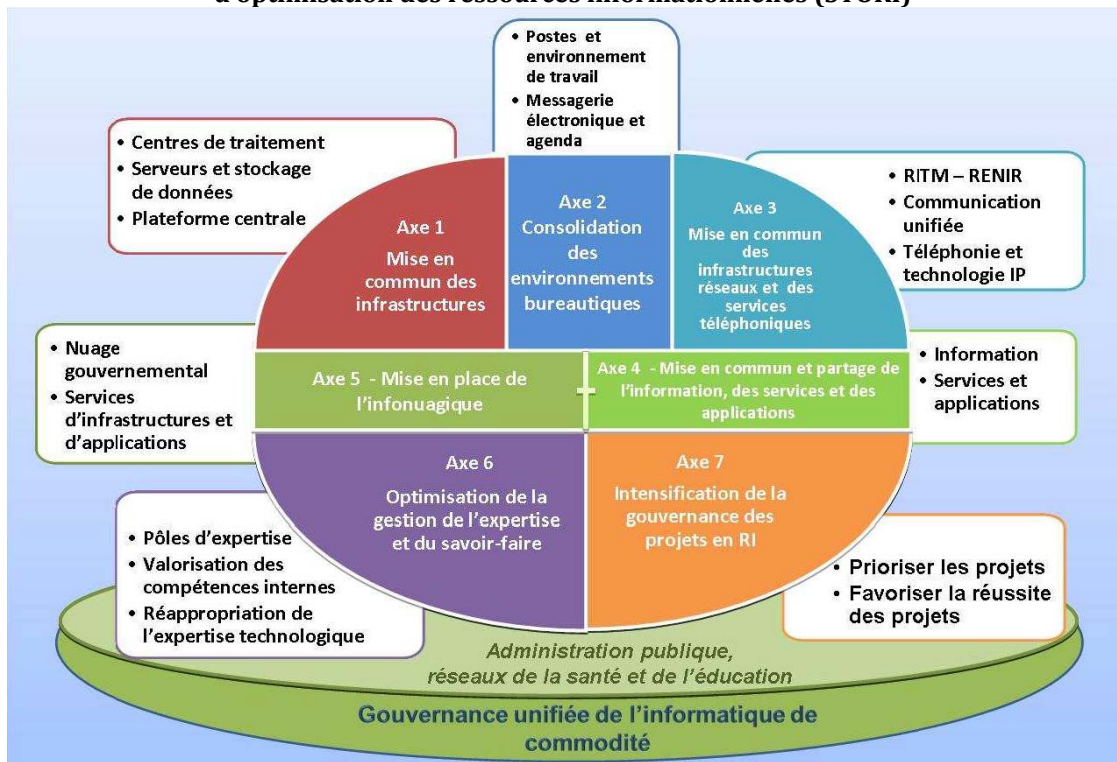 d'optimisation des ressources informationnelles (STORI)
• Postes et
environnement
de travail
• Messagerie
électronique et
agenda
• Centres de traitement
• Serveurs et stockage
de données
• Plateforme centrale
Axe 1
Mise en
commun des
infrastructures
Axe 2
Consolidation
des
environnements
bureautiques
Axe 3
Mise en commun
des
infrastructures
réseaux et des
services
téléphoniques
• RITM – RENIR
• Communication
unifiée
• Téléphonie et
technologie IP
• Nuage
gouvernemental
• Services
d'infrastructures et
d'applications
Axe 5 - Mise en place de
l'infonuagique
Axe 4 - Mise en commun et partage de
l'information, des services et des
applications
• Information
• Services et
applications
Axe 6
Optimisation de la
gestion de l'expertise
et du savoir-faire
Axe 7
Intensification de la
gouvernance des
projets en RI
• Pôles d'expertise
• Valorisation des
compétences internes
• Réappropriation de
l'expertise technologique
• Prioriser les projets
• Favoriser la réussite
des projets
Administration publique,
réseaux de la santé et de l'éducation
Gouvernance unifiée de l'informatique de
commodité